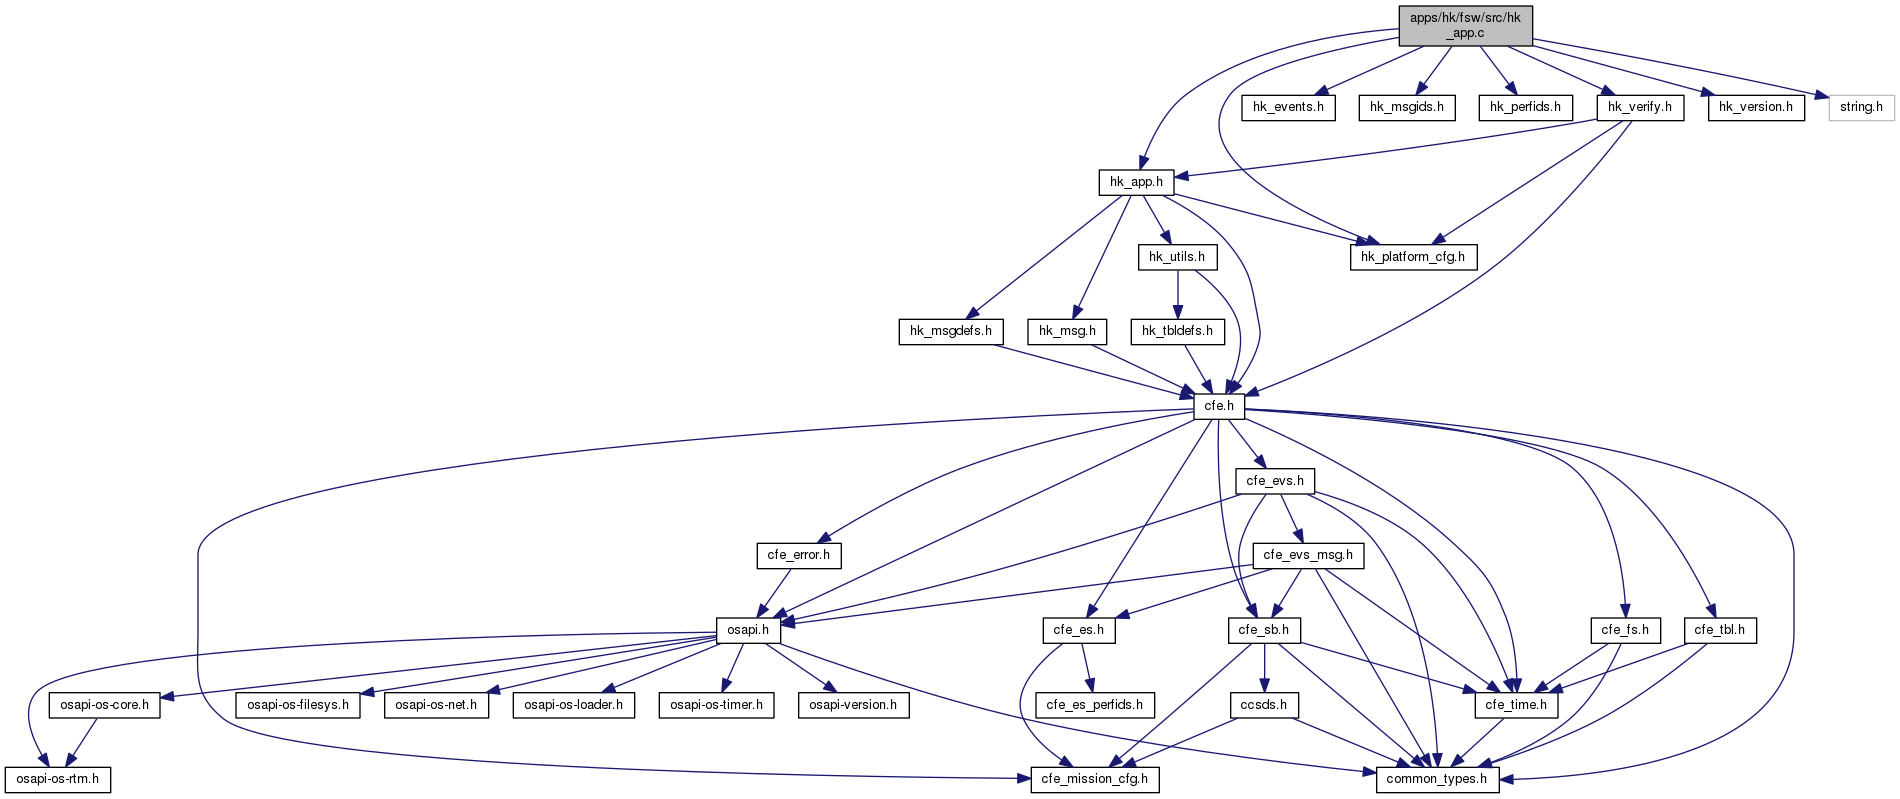 apps/hk/fsw/src/hk
_app.c
hk_events.h
hk_msgids.h
hk_perfids.h
hk_verify.h
hk_version.h
string.h
hk_app.h
hk_utils.h
hk_platform_cfg.h
hk_msgdefs.h
hk_msg.h
hk_tbldefs.h
cfe.h
cfe_evs.h
cfe_error.h
cfe_evs_msg.h
osapi.h
cfe_es.h
cfe_sb.h
cfe_fs.h
cfe_tbl.h
osapi-os-core.h
osapi-os-filesys.h
osapi-os-net.h
osapi-os-loader.h
osapi-os-timer.h
osapi-version.h
cfe_es_perfids.h
ccsds.h
cfe_time.h
osapi-os-rtm.h
cfe_mission_cfg.h
common_types.h